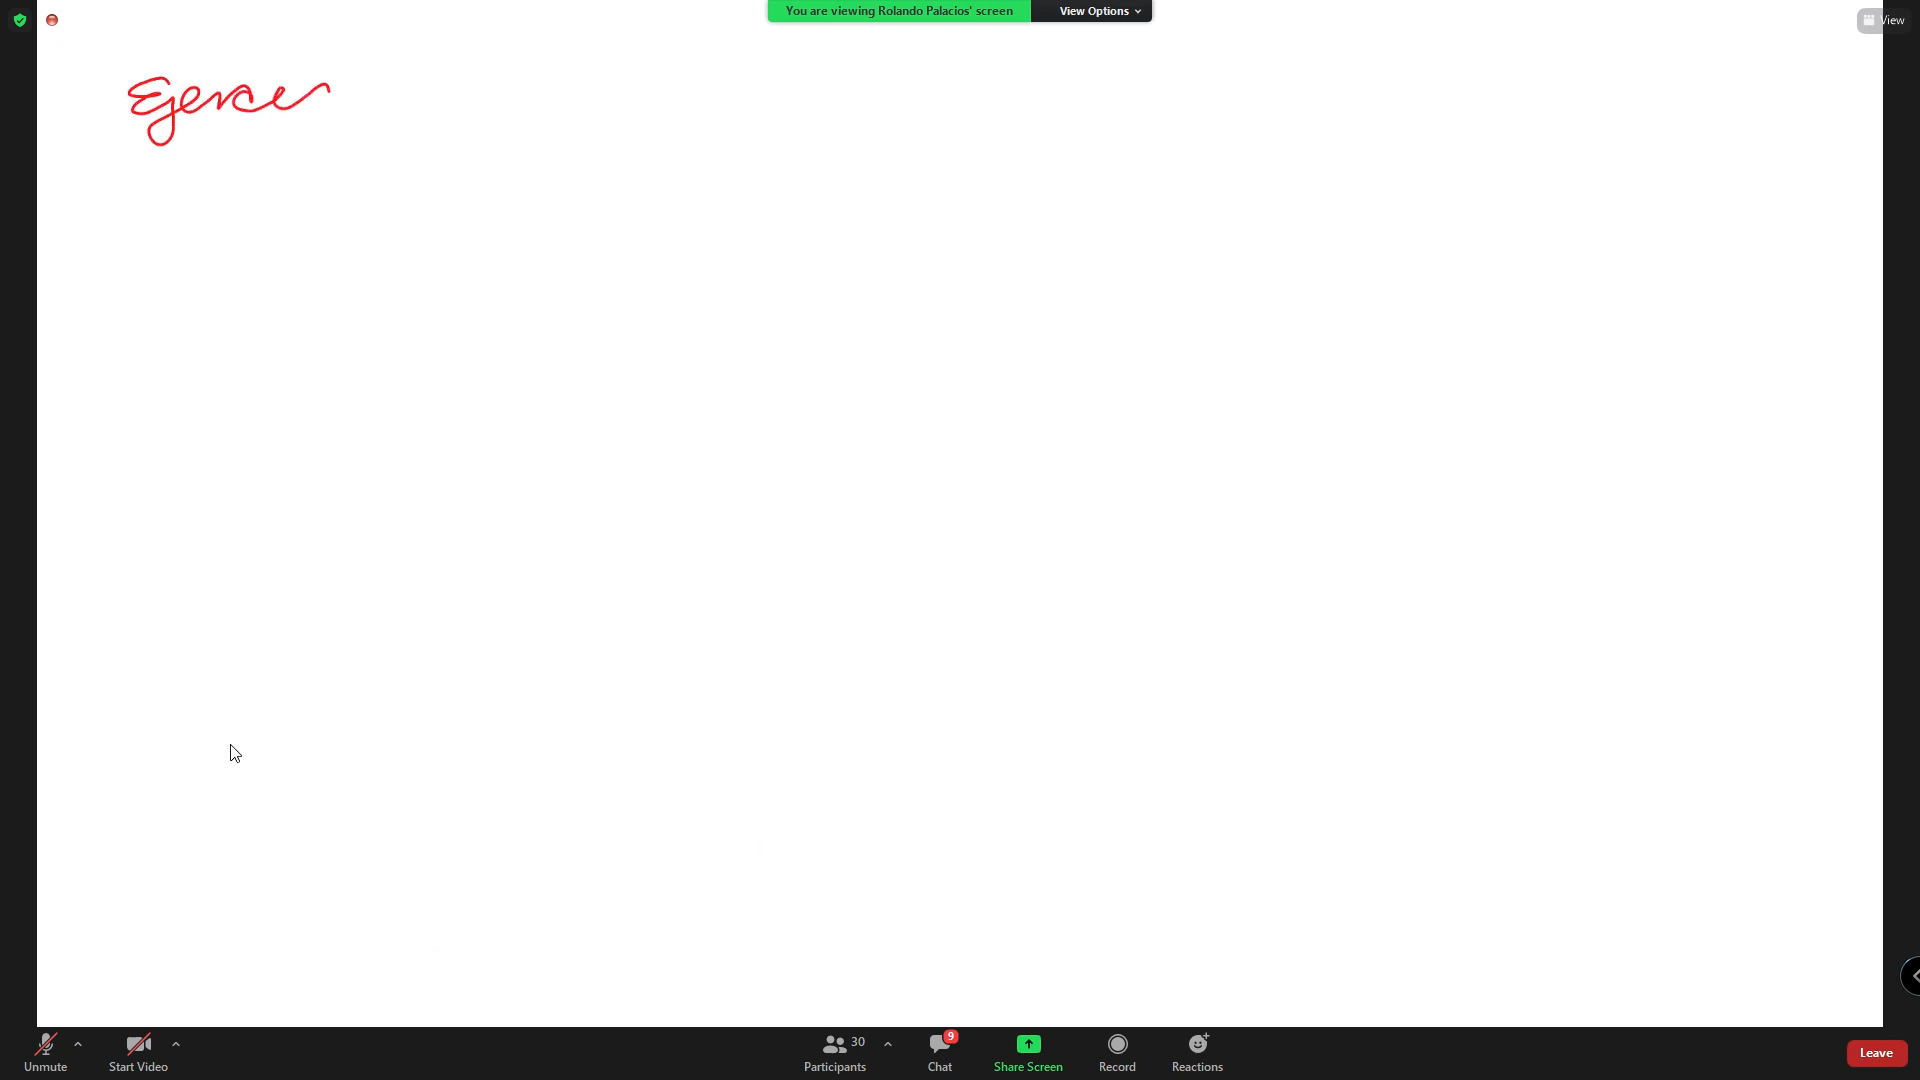 You are viewing Rolando Palacios' screen View Options
View
Ejerci
30
9
Unmute Start Video Participants Chat Share Screen Record Reactions Leave